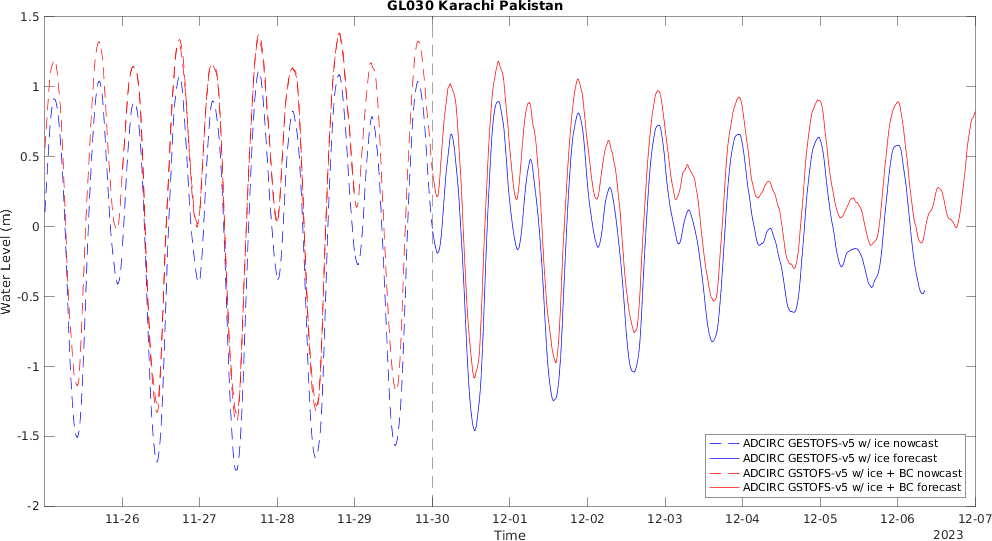 GL030 Karachi Pakistan
1.5
1
0.5
0
-0.5
-1
-1.5
-2
Water Level (m)
ADCIRC GESTOFS-v5 w/ ice nowcast
ADCIRC GESTOFS-v5 w/ ice forecast
ADCIRC GSTOFS-v5 w/ ice + BC nowcast
ADCIRC GSTOFS-v5 w/ ice + BC forecast
11-26 11-27 11-28 11-29 11-30 12-01 12-02 12-03 12-04 12-05 12-06 12-07
Time
2023